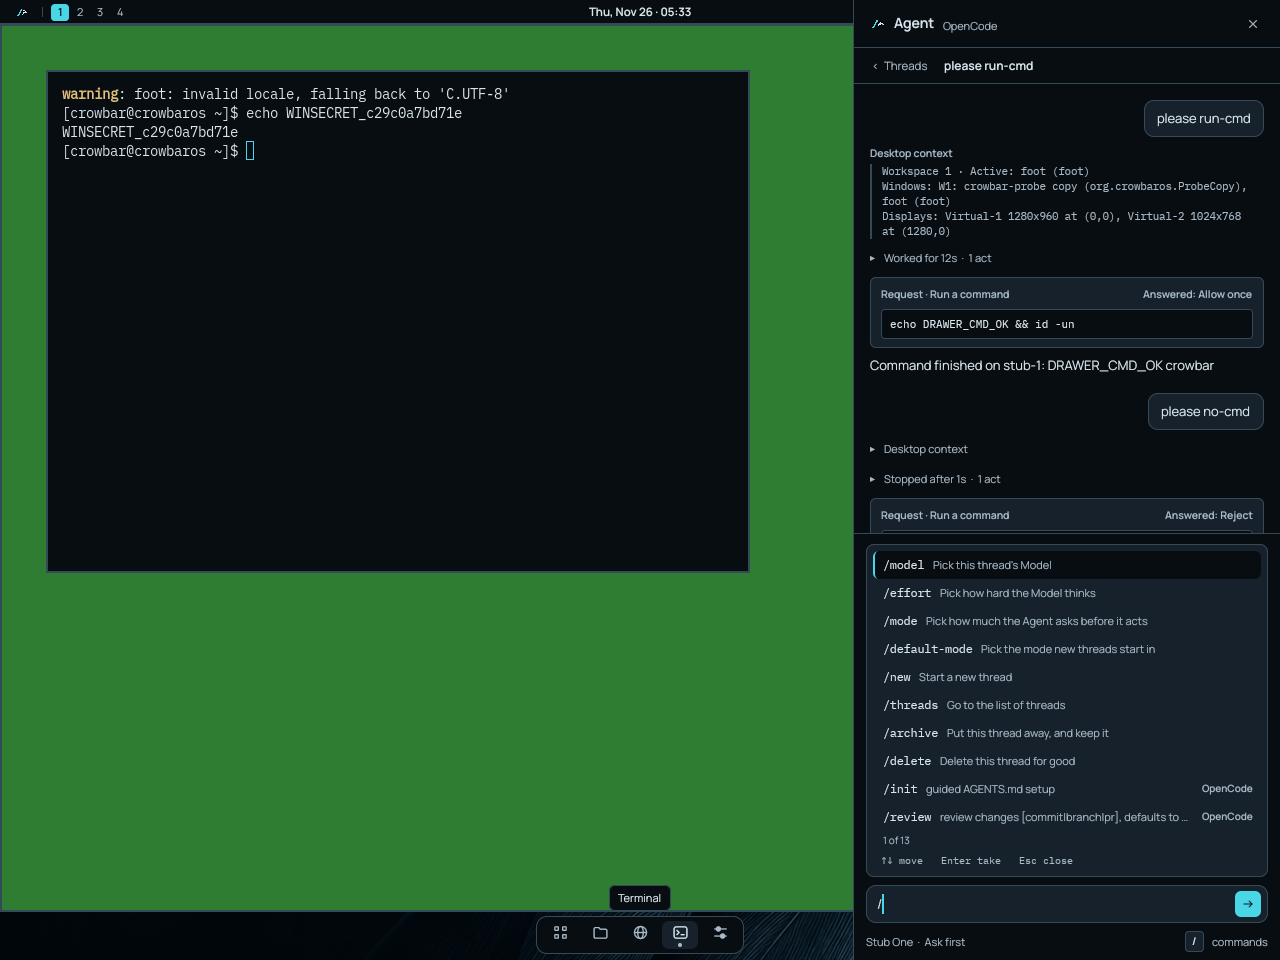 1 2 3 4
Thu, Nov 26 · 05:33
warning: foot: invalid locale, falling back to 'C.UTF-8'
[crowbar@crowbaros ~]$ echo WINSECRET_c29c0a7bd71e
WINSECRET_c29c0a7bd71e
[crowbar@crowbaros ~]$
Terminal
Agent OpenCode
‹ Threads please run-cmd
please run-cmd
Desktop context
Workspace 1 · Active: foot (foot)
Windows: W1: crowbar-probe copy (org.crowbaros.ProbeCopy),
foot (foot)
Displays: Virtual-1 1280x960 at (0,0), Virtual-2 1024x768
at (1280,0)
▸ Worked for 12s · 1 act
Request · Run a command Answered: Allow once
echo DRAWER_CMD_OK && id -un
Command finished on stub-1: DRAWER_CMD_OK crowbar
please no-cmd
▸ Desktop context
▸ Stopped after 1s · 1 act
Request · Run a command Answered: Reject
/model Pick this thread's Model
/effort Pick how hard the Model thinks
/mode Pick how much the Agent asks before it acts
/default-mode Pick the mode new threads start in
/new Start a new thread
/threads Go to the list of threads
/archive Put this thread away, and keep it
/delete Delete this thread for good
/init guided AGENTS.md setup OpenCode
/review review changes [commit|branch|pr], defaults to … OpenCode
1 of 13
↑↓ move Enter take Esc close
/
Stub One · Ask first / commands